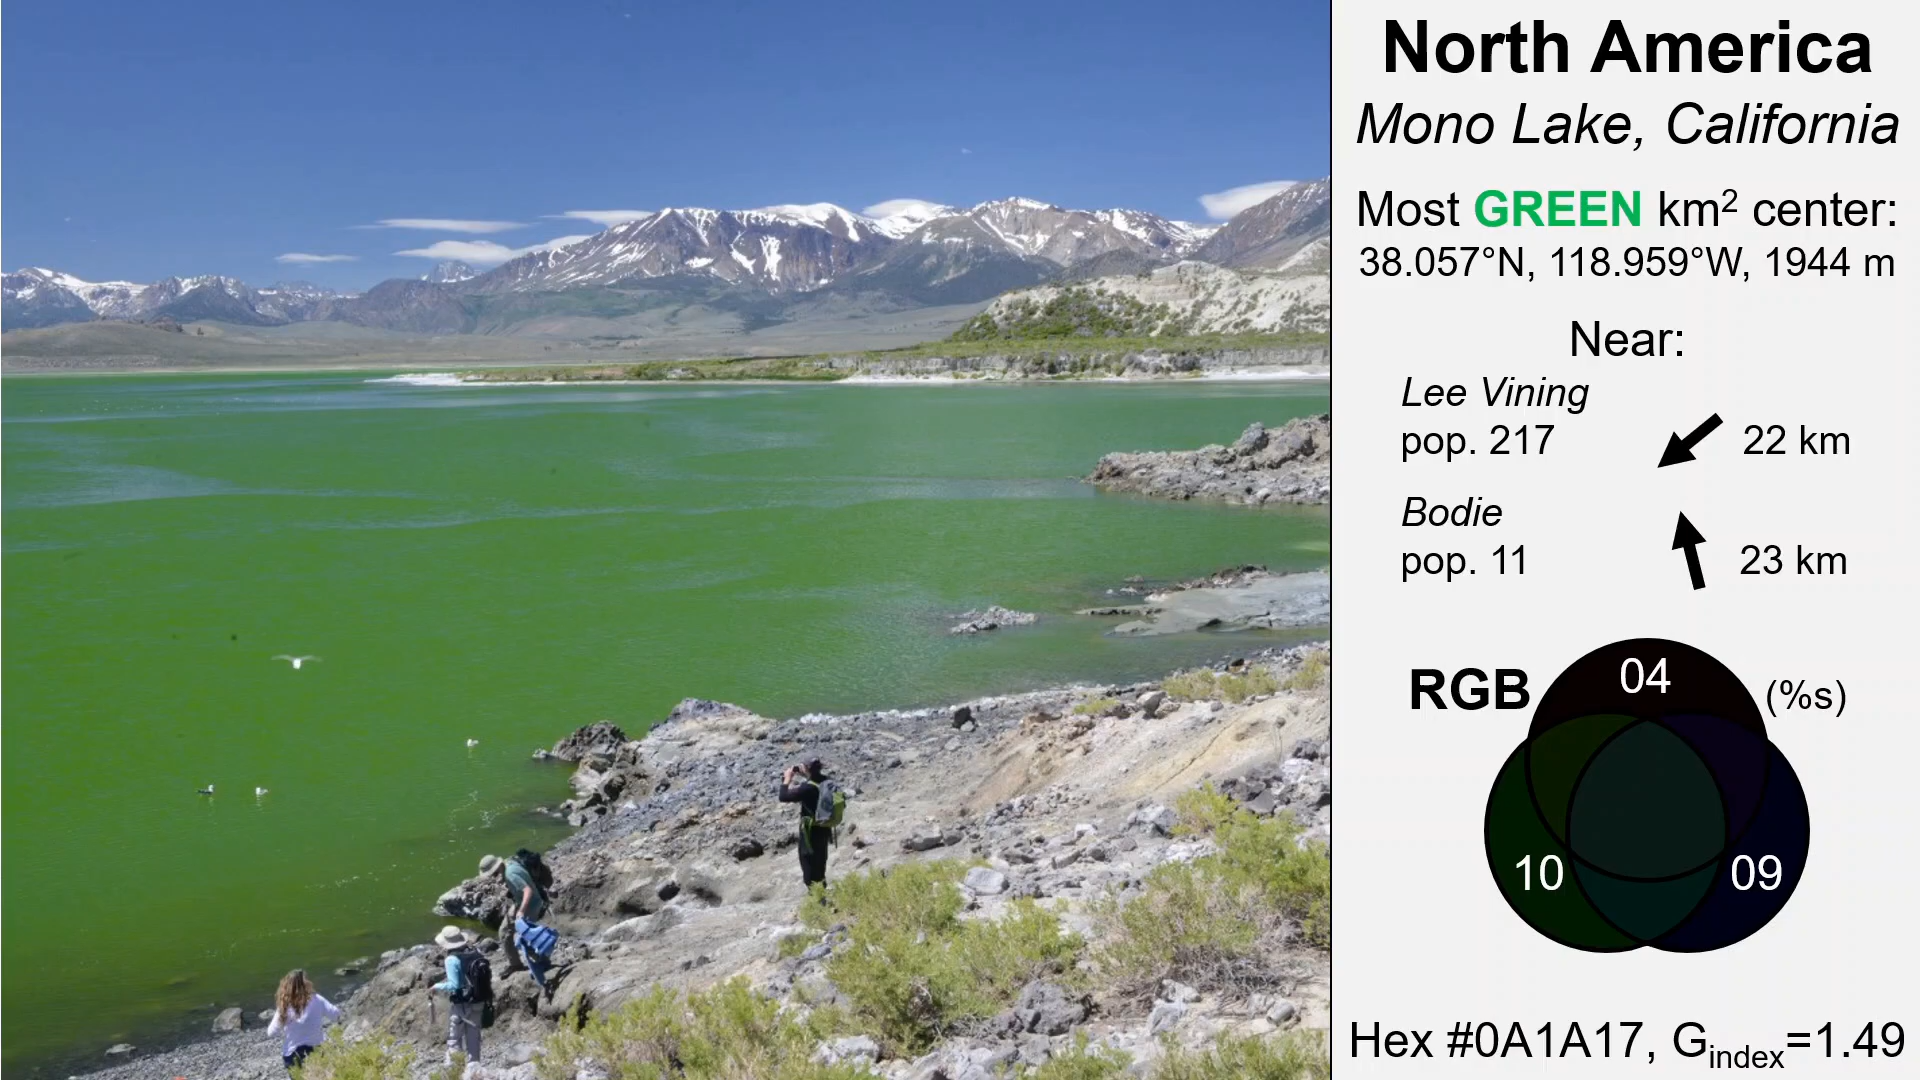 North America
Mono Lake, California
Most GREEN km² center:
38.057°N, 118.959°W, 1944 m
Near:
Lee Vining
pop. 217
22 km
Bodie
pop. 11
23 km
RGB
04
(%s)
10
09
Hex #0A1A17, Gindex=1.49